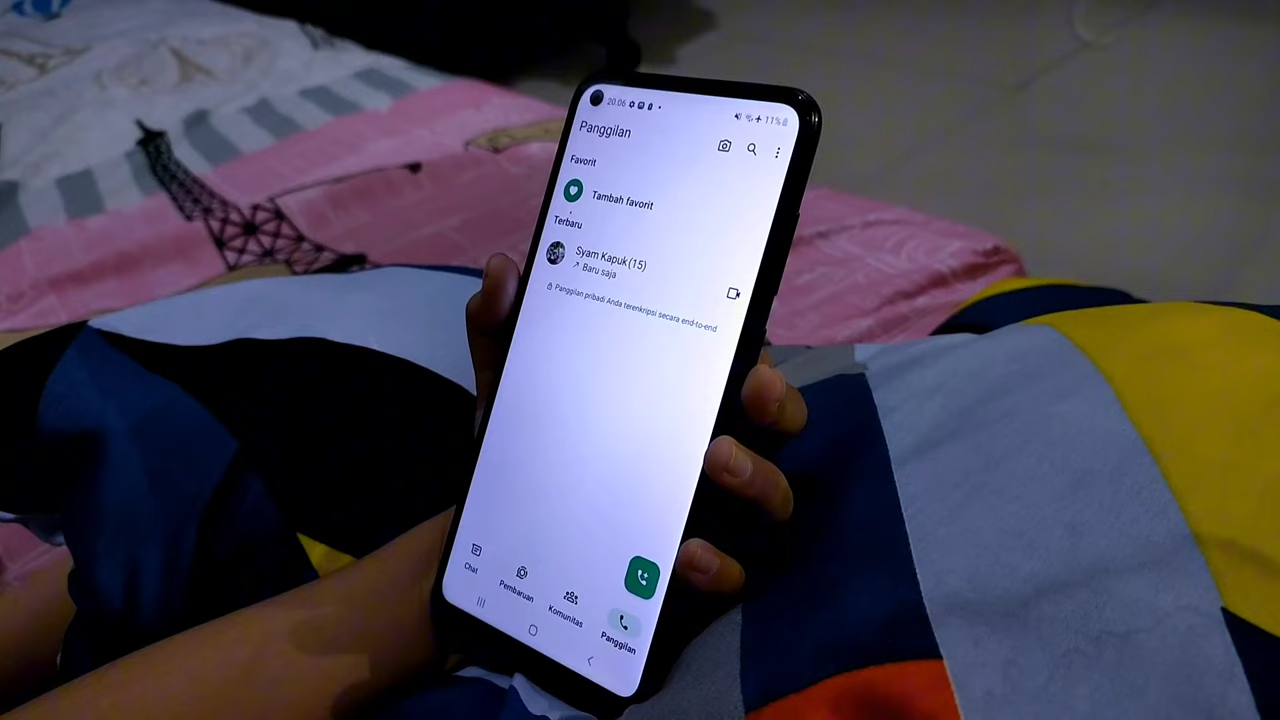 20.06
11%
Panggilan
Favorit
Tambah favorit
Terbaru
Syam Kapuk (15)
Baru saja
Panggilan pribadi Anda terenkripsi secara end-to-end
Chat
Pembaruan
Komunitas
Panggilan